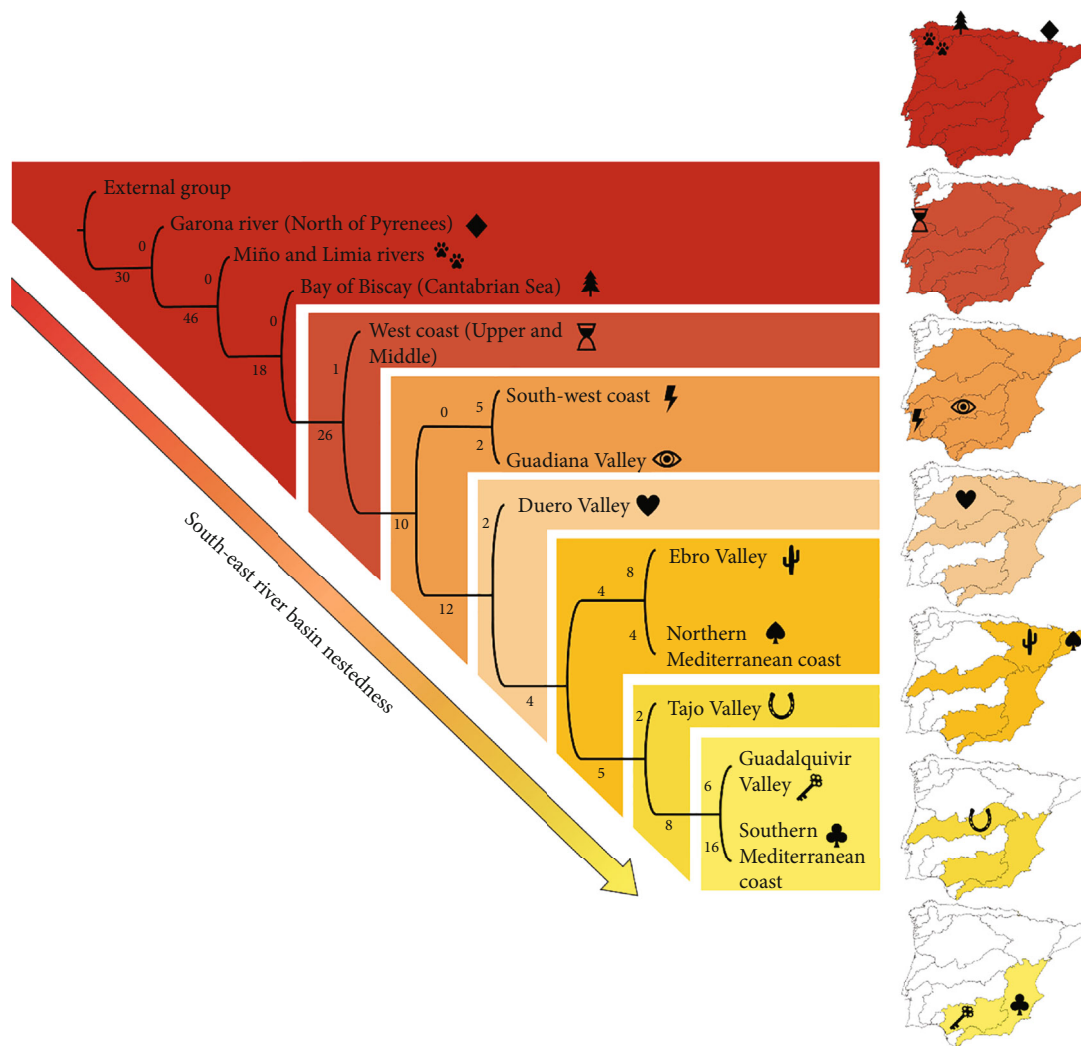 External group
Garona river (North of Pyrenees)
0
30
Miño and Limia rivers
0
46
Bay of Biscay (Cantabrian Sea)
0
18
West coast (Upper and
Middle)
1
26
South-west coast
0
5
2
Guadiana Valley
10
Duero Valley
2
12
Ebro Valley
8
4
4
Northern
Mediterranean coast
4
Tajo Valley
2
5
Guadalquivir
Valley
6
8
16
Southern
Mediterranean
coast
South-east river basin nestedness